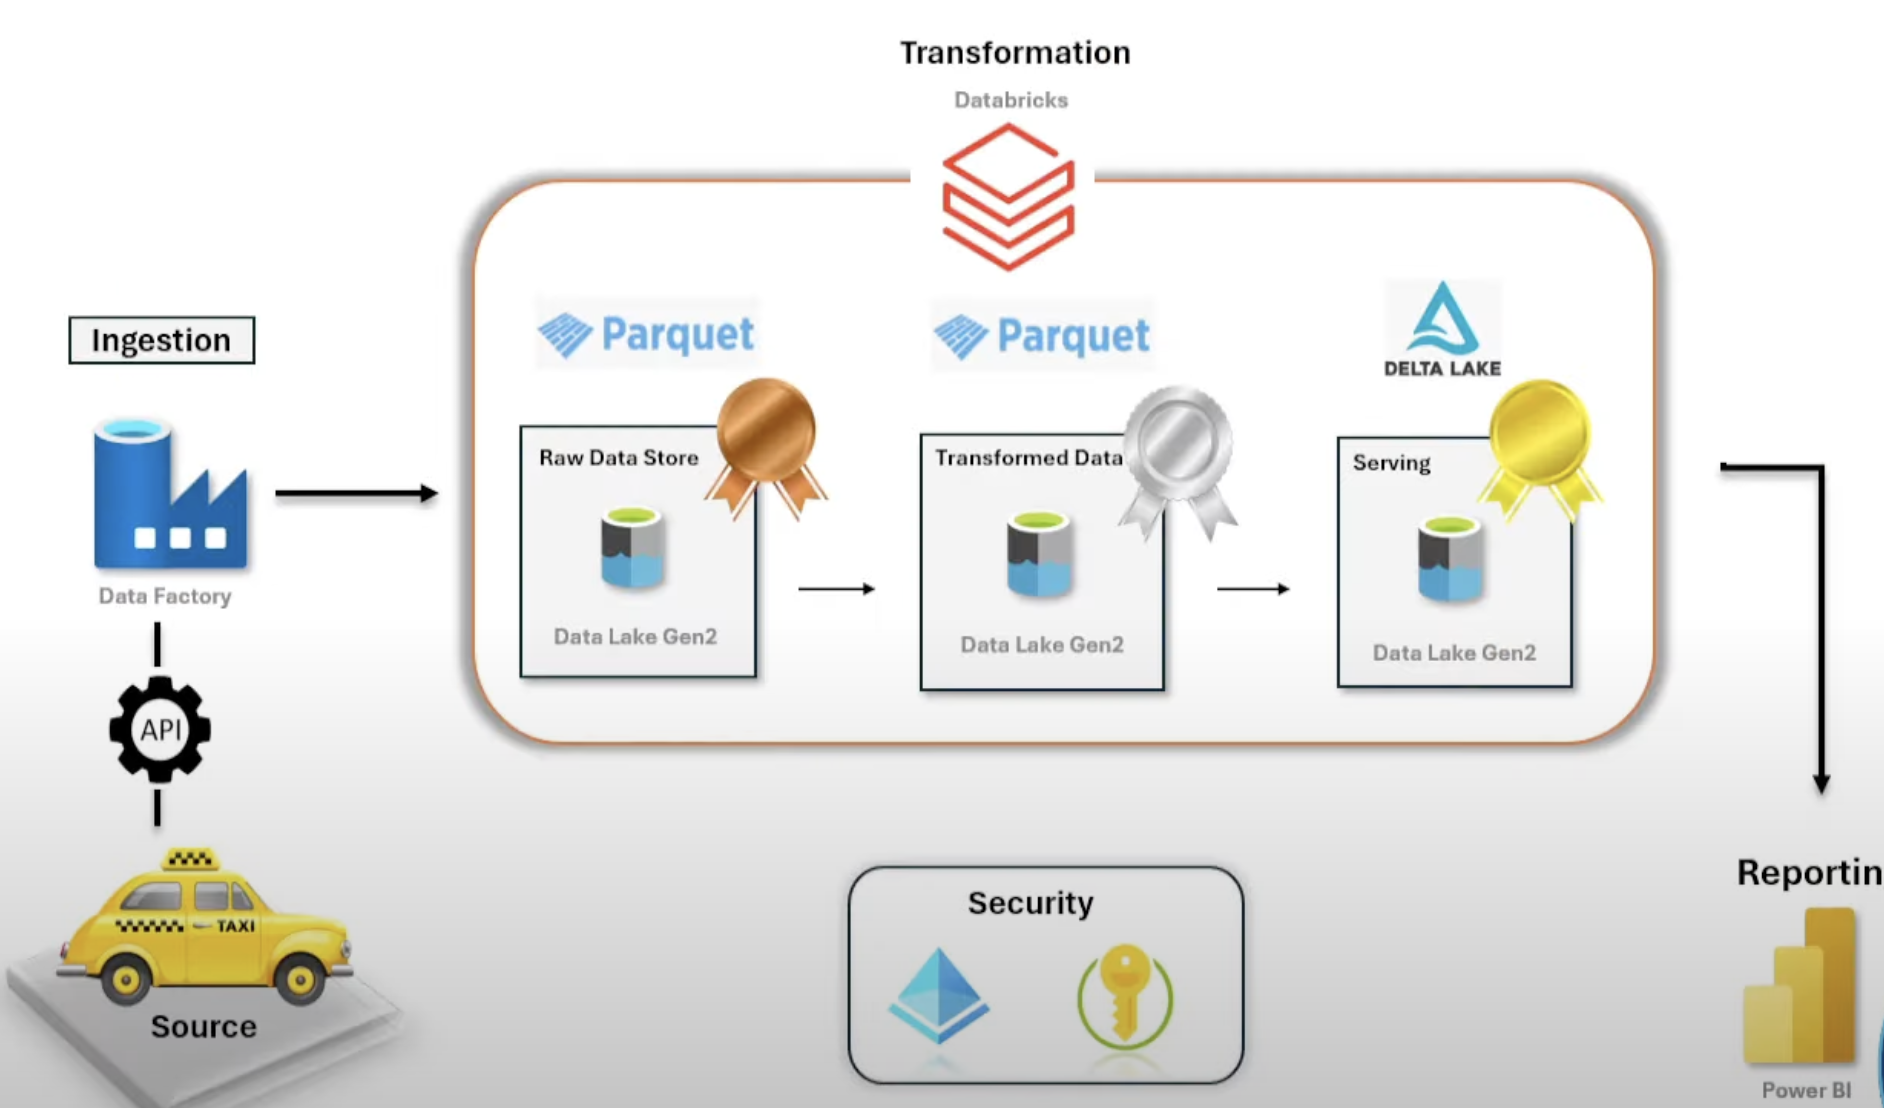 Transformation
Databricks
Ingestion
Parquet
Parquet
DELTA LAKE
Raw Data Store
Transformed Data
Serving
Data Lake Gen2
Data Lake Gen2
Data Lake Gen2
Data Factory
API
TAXI
Source
Security
Reportin
Power BI